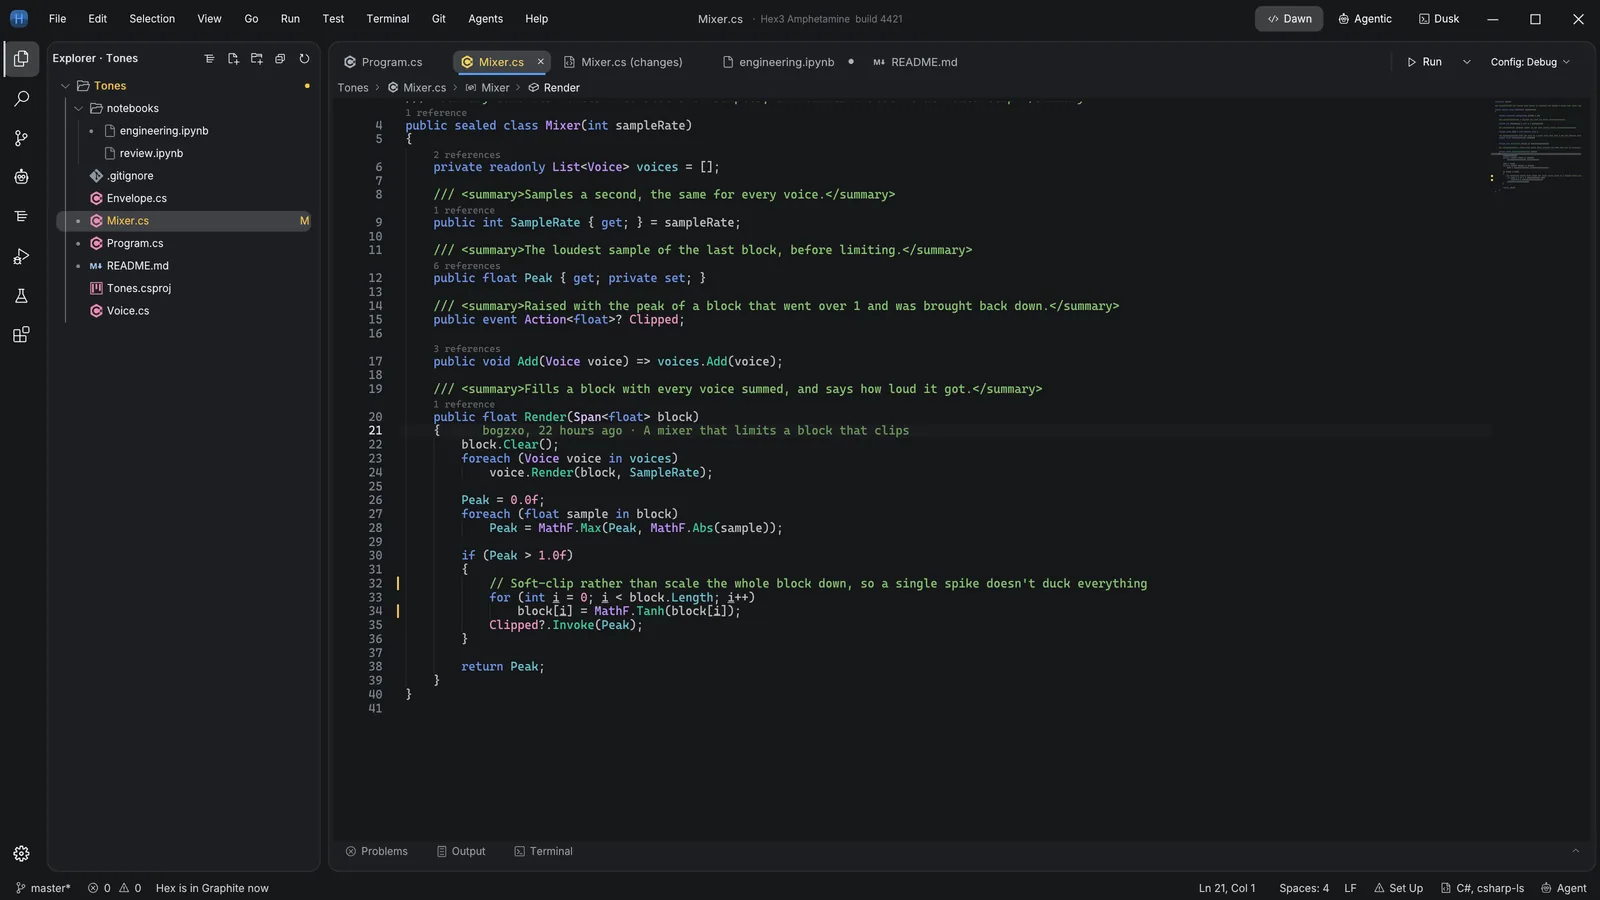 File Edit Selection View Go Run Test Terminal Git Agents Help
Mixer.cs · Hex3 Amphetamine build 4421
Dawn Agentic Dusk
Explorer · Tones
Tones
notebooks
engineering.ipynb
review.ipynb
.gitignore
Envelope.cs
Mixer.cs M
Program.cs
README.md
Tones.csproj
Voice.cs
Program.cs Mixer.cs Mixer.cs (changes) engineering.ipynb README.md
Run Config: Debug
Tones Mixer.cs Mixer Render
1 reference
4 public sealed class Mixer(int sampleRate)
5 {
2 references
6 private readonly List<Voice> voices = [];
7
8 /// <summary>Samples a second, the same for every voice.</summary>
1 reference
9 public int SampleRate { get; } = sampleRate;
10
11 /// <summary>The loudest sample of the last block, before limiting.</summary>
6 references
12 public float Peak { get; private set; }
13
14 /// <summary>Raised with the peak of a block that went over 1 and was brought back down.</summary>
15 public event Action<float>? Clipped;
16
3 references
17 public void Add(Voice voice) => voices.Add(voice);
18
19 /// <summary>Fills a block with every voice summed, and says how loud it got.</summary>
1 reference
20 public float Render(Span<float> block)
21 { bogzxo, 22 hours ago · A mixer that limits a block that clips
22 block.Clear();
23 foreach (Voice voice in voices)
24 voice.Render(block, SampleRate);
25
26 Peak = 0.0f;
27 foreach (float sample in block)
28 Peak = MathF.Max(Peak, MathF.Abs(sample));
29
30 if (Peak > 1.0f)
31 {
32 // Soft-clip rather than scale the whole block down, so a single spike doesn't duck everything
33 for (int i = 0; i < block.Length; i++)
34 block[i] = MathF.Tanh(block[i]);
35 Clipped?.Invoke(Peak);
36 }
37
38 return Peak;
39 }
40 }
41
Problems Output Terminal
master* 0 0 Hex is in Graphite now
Ln 21, Col 1 Spaces: 4 LF Set Up C#, csharp-ls Agent